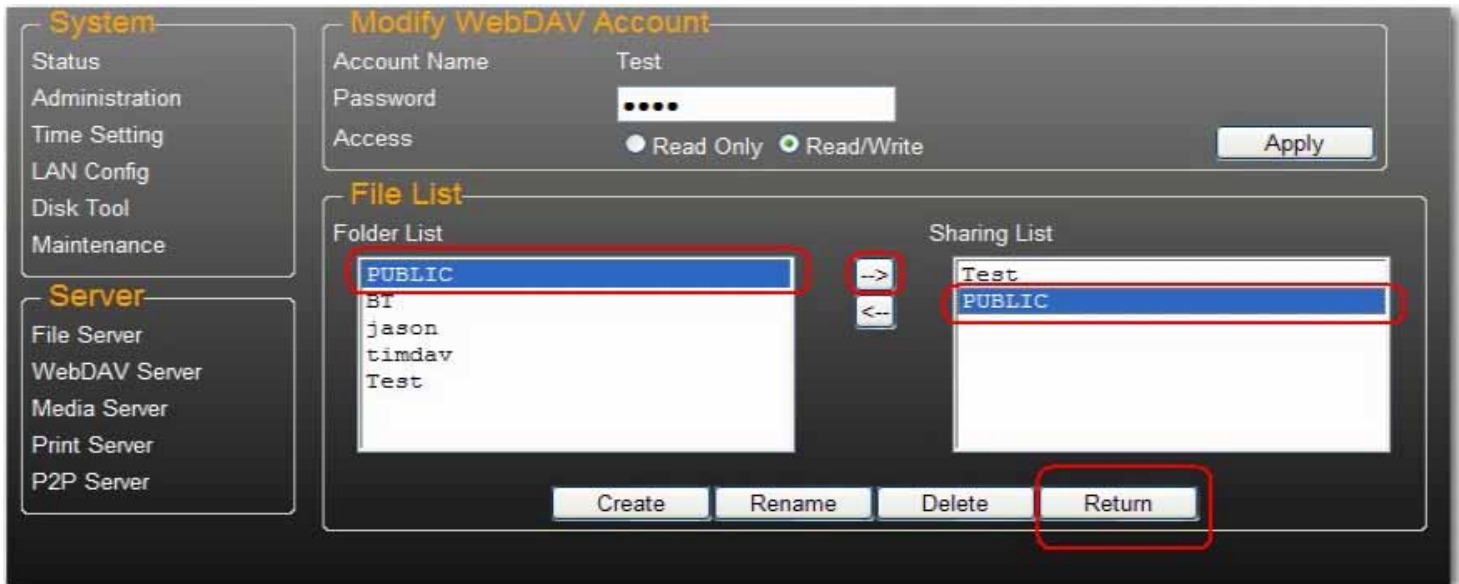 System
Status
Administration
Time Setting
LAN Config
Disk Tool
Maintenance
Server
File Server
WebDAV Server
Media Server
Print Server
P2P Server
Modify WebDAV Account
Account Name Test
Password ••••
Access Read Only Read/Write Apply
File List
Folder List
PUBLIC
BT
jason
timdav
Test
-->
<--
Sharing List
Test
PUBLIC
Create Rename Delete Return